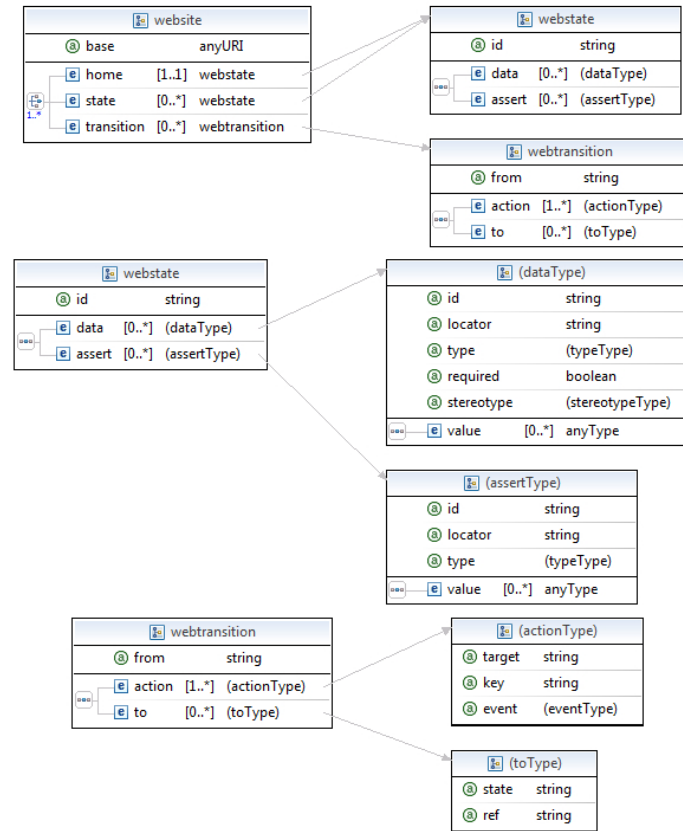 website
a base anyURI
e home [1..1] webstate
e state [0..*] webstate
1..*
e transition [0..*] webtransition
webstate
a id string
e data [0..*] (dataType)
e assert [0..*] (assertType)
webtransition
a from string
e action [1..*] (actionType)
e to [0..*] (toType)
webstate
a id string
e data [0..*] (dataType)
e assert [0..*] (assertType)
(dataType)
a id string
a locator string
a type (typeType)
a required boolean
a stereotype (stereotypeType)
e value [0..*] anyType
(assertType)
a id string
a locator string
a type (typeType)
e value [0..*] anyType
webtransition
a from string
e action [1..*] (actionType)
e to [0..*] (toType)
(actionType)
a target string
a key string
a event (eventType)
(toType)
a state string
a ref string